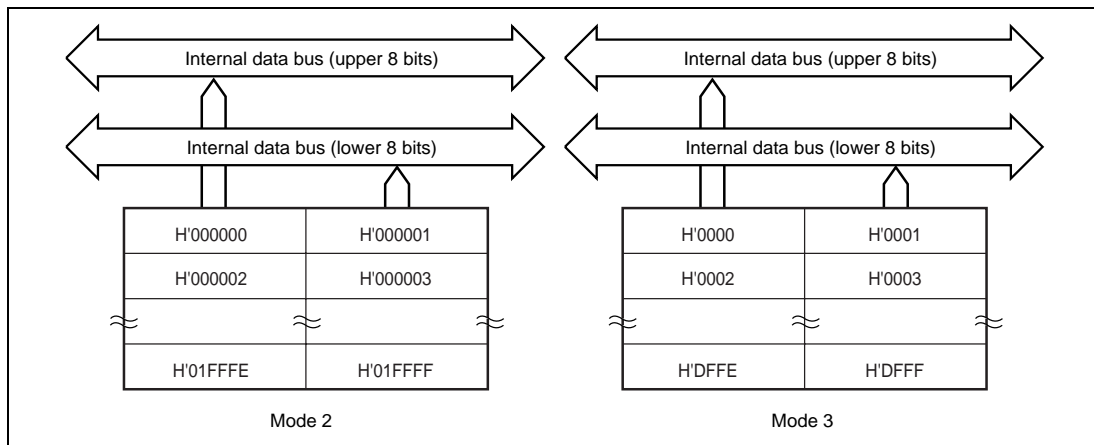 Internal data bus (upper 8 bits)
Internal data bus (lower 8 bits)
H'000000 H'000001
H'000002 H'000003
H'01FFFE H'01FFFF
Mode 2
Internal data bus (upper 8 bits)
Internal data bus (lower 8 bits)
H'0000 H'0001
H'0002 H'0003
H'DFFE H'DFFF
Mode 3